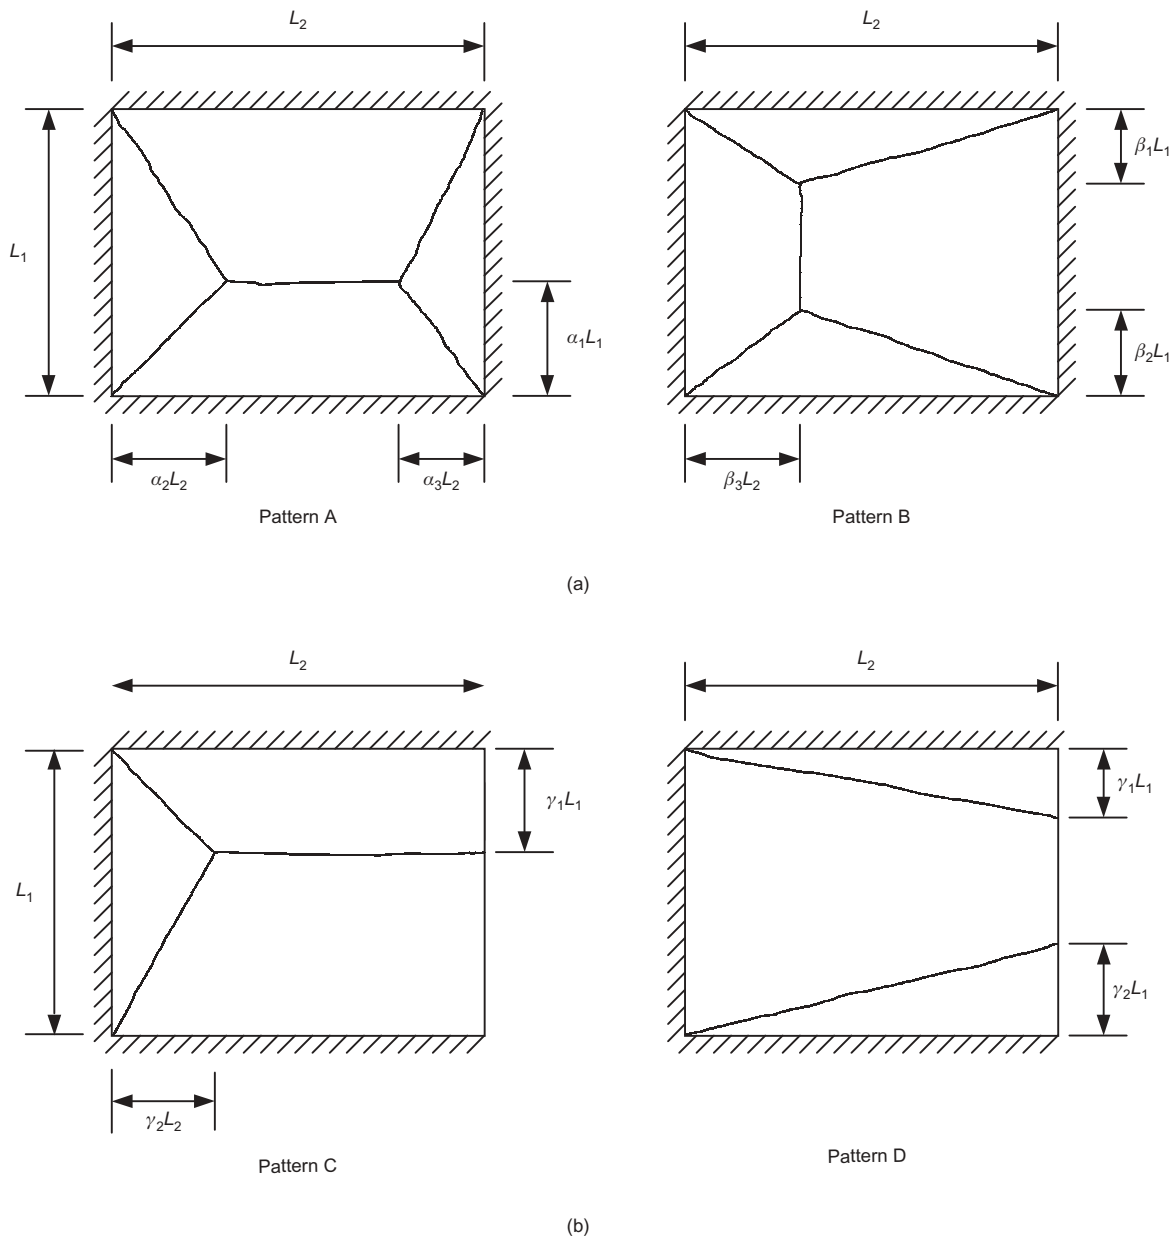 L₂
L₂
L₁
β₁L₁
α₁L₁
β₂L₁
α₂L₂
α₃L₂
β₃L₂
Pattern A
Pattern B
(a)
L₂
L₂
γ₁L₁
γ₁L₁
L₁
γ₂L₁
γ₂L₂
Pattern C
Pattern D
(b)